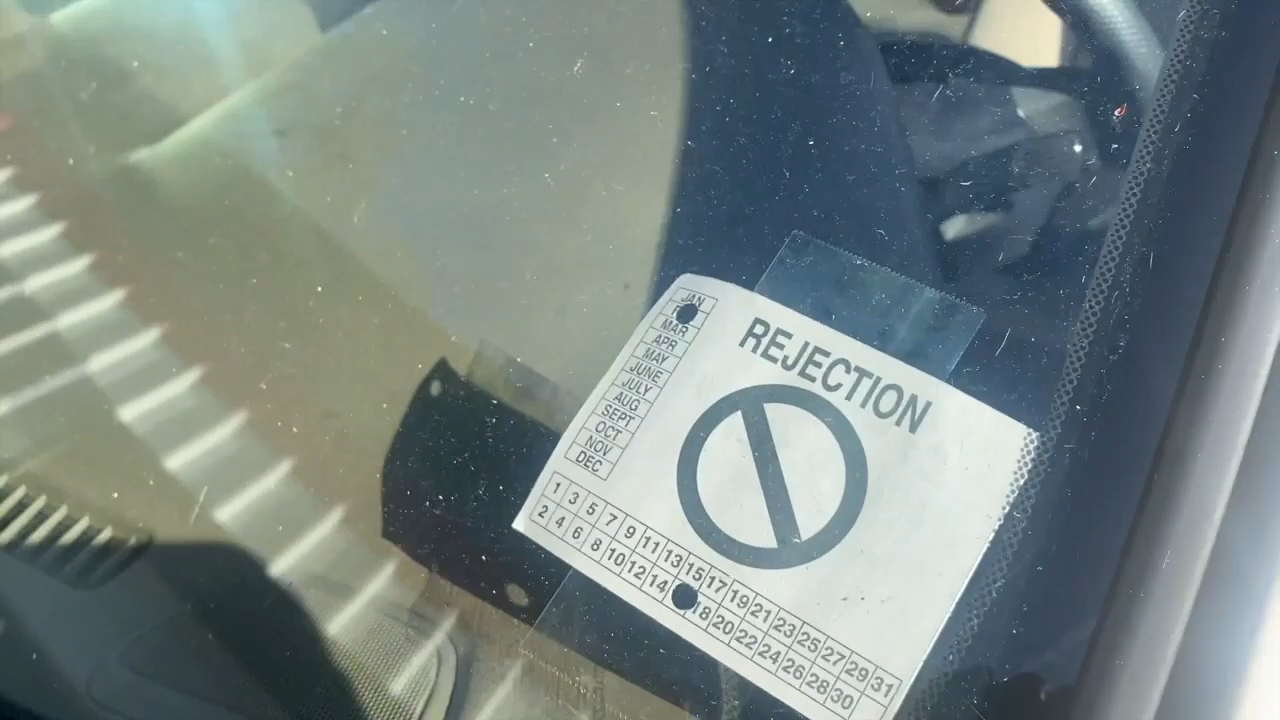 REJECTION
JAN
MAR
APR
MAY
JUNE
JULY
AUG
SEPT
OCT
NOV
DEC
1 3 5 7 9 11 13 15 17 19 21 23 25 27 29 31
2 4 6 8 10 12 14 18 20 22 24 26 28 30